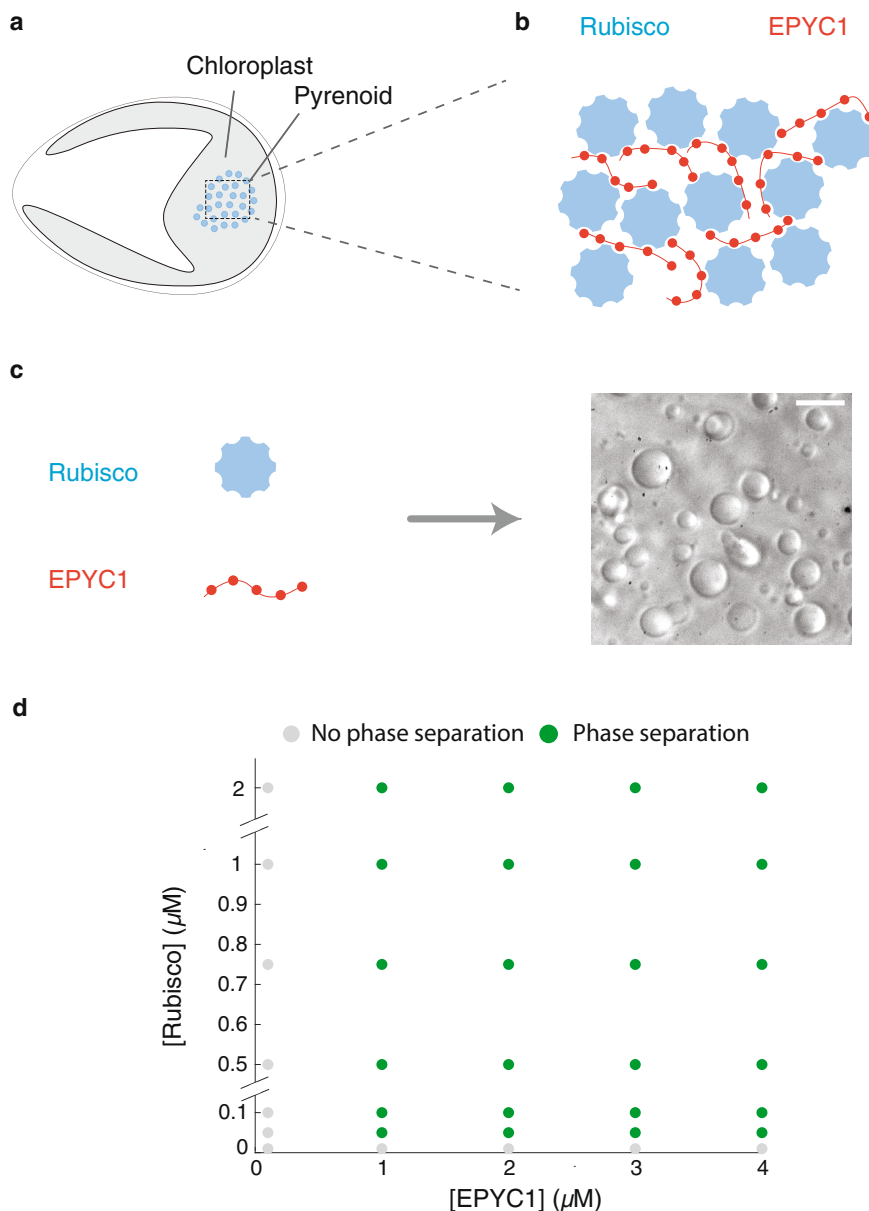 a
Chloroplast
Pyrenoid
b
Rubisco
EPYC1
c
Rubisco
EPYC1
d
No phase separation
Phase separation
[Rubisco] (µM)
2
1
0.9
0.8
0.7
0.6
0.5
0.1
0
0 1 2 3 4
[EPYC1] (µM)